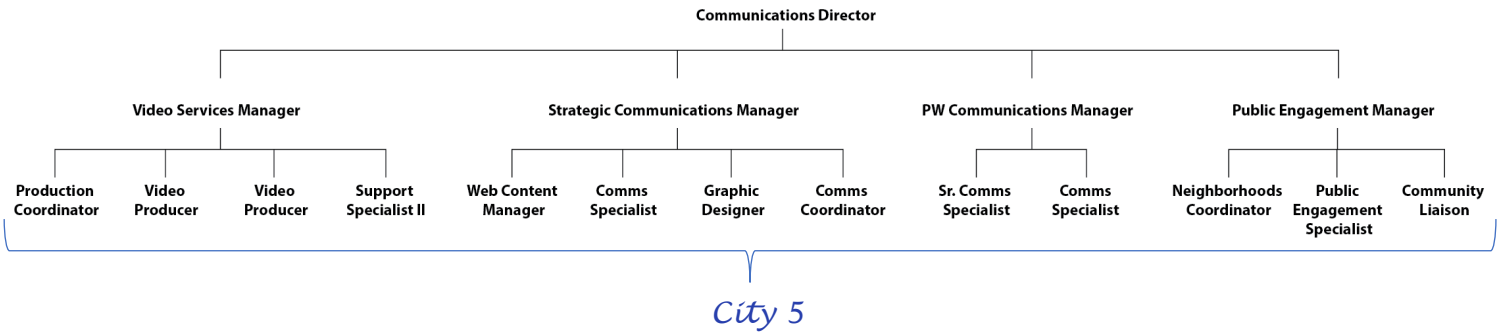 Communications Director
Video Services Manager
Strategic Communications Manager
PW Communications Manager
Public Engagement Manager
Production
Coordinator
Video
Producer
Video
Producer
Support
Specialist II
Web Content
Manager
Comms
Specialist
Graphic
Designer
Comms
Coordinator
Sr. Comms
Specialist
Comms
Specialist
Neighborhoods
Coordinator
Public
Engagement
Specialist
Community
Liaison
City 5